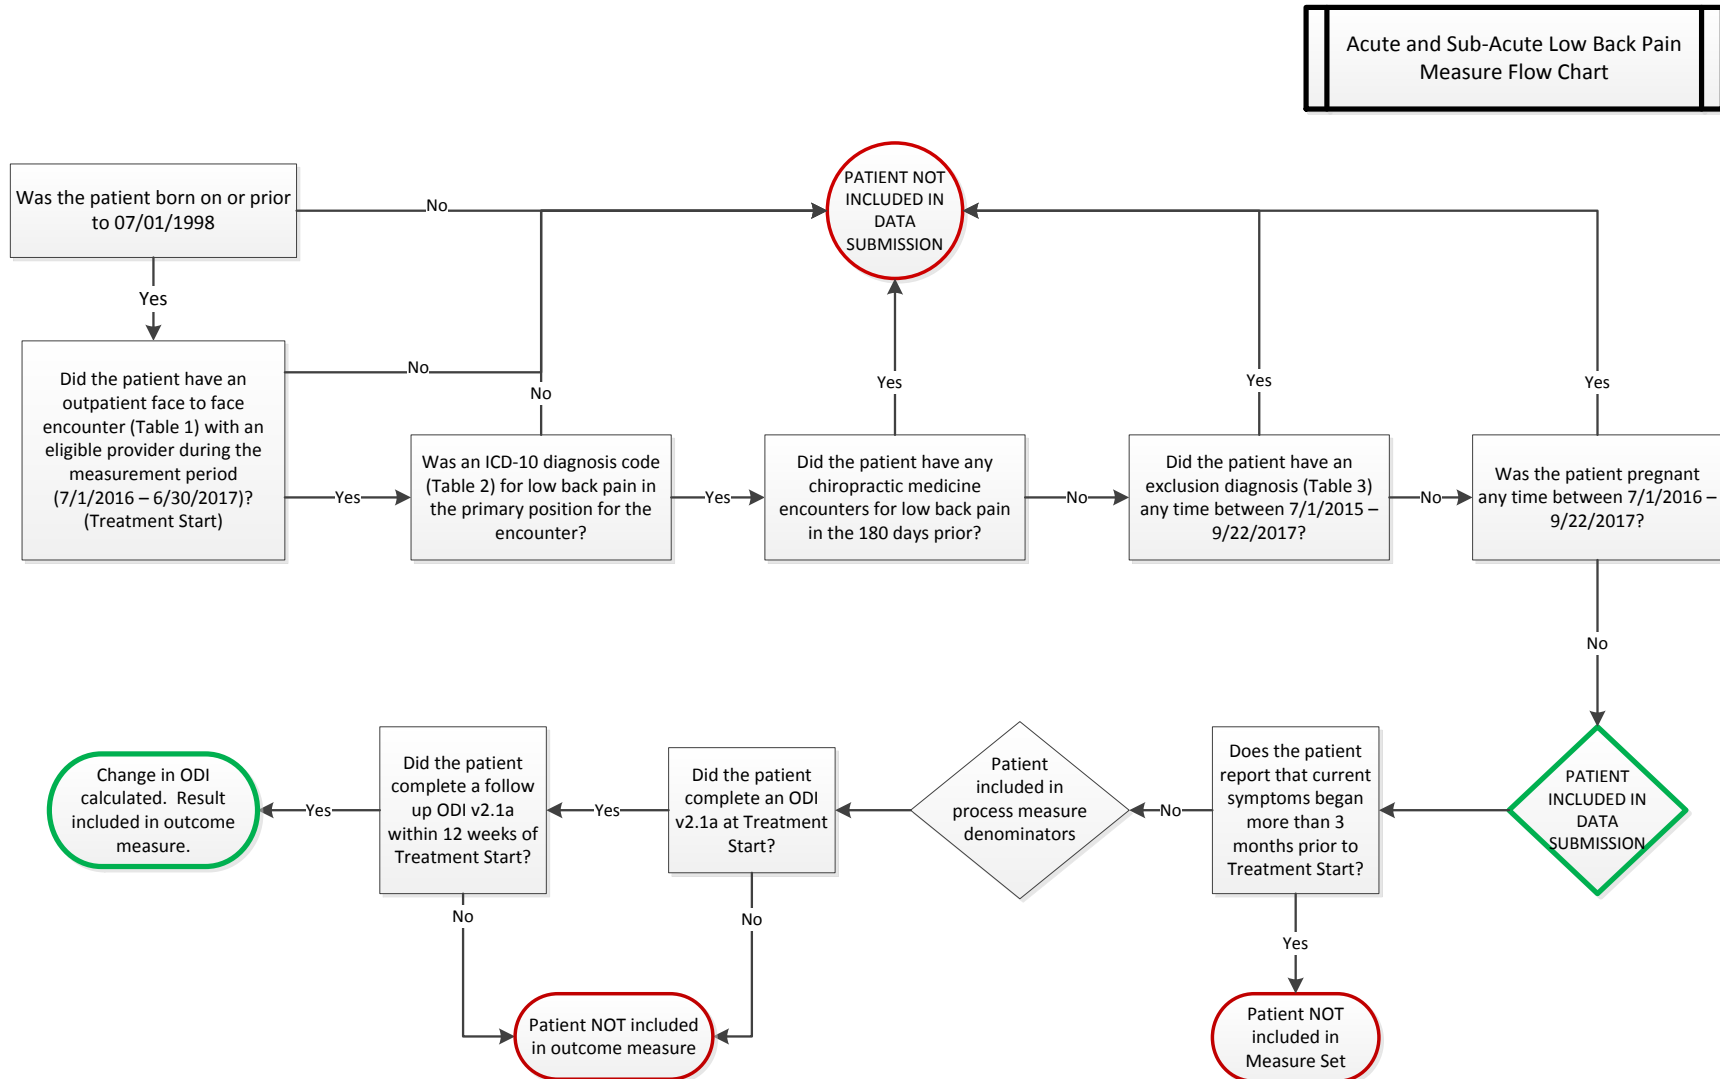 Acute and Sub-Acute Low Back Pain
Measure Flow Chart
Was the patient born on or prior
to 07/01/1998
No
PATIENT NOT
INCLUDED IN
DATA
SUBMISSION
Yes
Did the patient have an
outpatient face to face
encounter (Table 1) with an
eligible provider during the
measurement period
(7/1/2016 – 6/30/2017)?
(Treatment Start)
No
Yes
No
Was an ICD-10 diagnosis code
(Table 2) for low back pain in
the primary position for the
encounter?
Yes
Yes
Did the patient have any
chiropractic medicine
encounters for low back pain
in the 180 days prior?
No
Yes
Did the patient have an
exclusion diagnosis (Table 3)
any time between 7/1/2015 –
9/22/2017?
No
Yes
Was the patient pregnant
any time between 7/1/2016 –
9/22/2017?
No
PATIENT
INCLUDED IN
DATA
SUBMISSION
Does the patient
report that current
symptoms began
more than 3
months prior to
Treatment Start?
Yes
Patient NOT
included in
Measure Set
No
Patient
included in
process measure
denominators
Did the patient
complete an ODI
v2.1a at Treatment
Start?
No
Yes
Did the patient
complete a follow
up ODI v2.1a
within 12 weeks of
Treatment Start?
No
Patient NOT included
in outcome measure
Yes
Change in ODI
calculated. Result
included in outcome
measure.